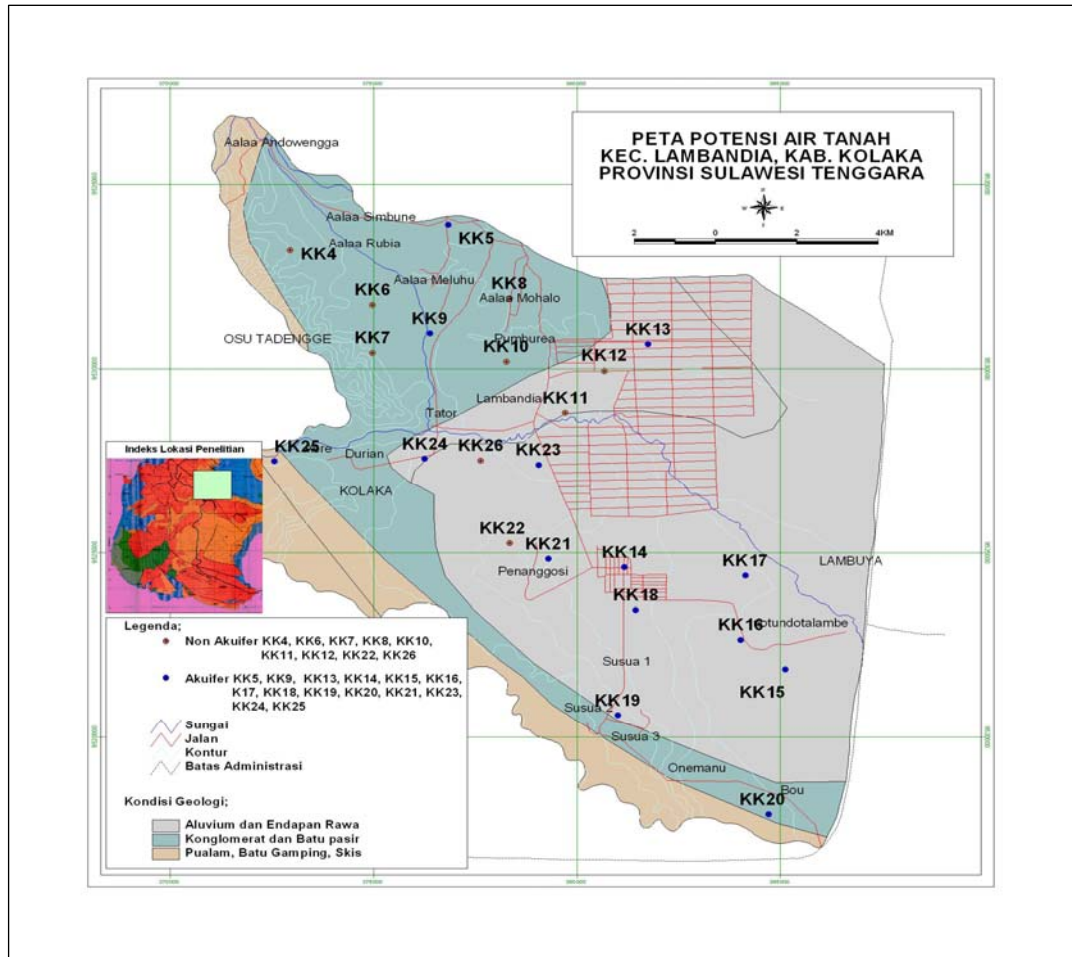 PETA POTENSI AIR TANAH
KEC. LAMBANDIA, KAB. KOLAKA
PROVINSI SULAWESI TENGGARA
2 0 2 4KM
Aalaa Andowengga
Aalaa Simbune
KK5
Aalaa Rubia
KK4
Aalaa Meluhu
KK6
KK8
Aalaa Mohalo
KK9
KK13
OSU TADENGGE
KK7
Pumburea
KK10
KK12
Lambandia
KK11
Tator
KK25
Durian
KK24
KK26
KK23
KOLAKA
KK22
KK21
Penanggosi
KK14
KK17
LAMBUYA
KK18
KK16
otundotalambe
Susua 1
KK15
KK19
Susua 2
Susua 3
Onemanu
Bou
KK20
Indeks Lokasi Penelitian
Legenda;
Non Akuifer KK4, KK6, KK7, KK8, KK10,
KK11, KK12, KK22, KK26
Akuifer KK5, KK9, KK13, KK14, KK15, KK16,
K17, KK18, KK19, KK20, KK21, KK23,
KK24, KK25
Sungai
Jalan
Kontur
Batas Administrasi
Kondisi Geologi;
Aluvium dan Endapan Rawa
Konglomerat dan Batu pasir
Pualam, Batu Gamping, Skis